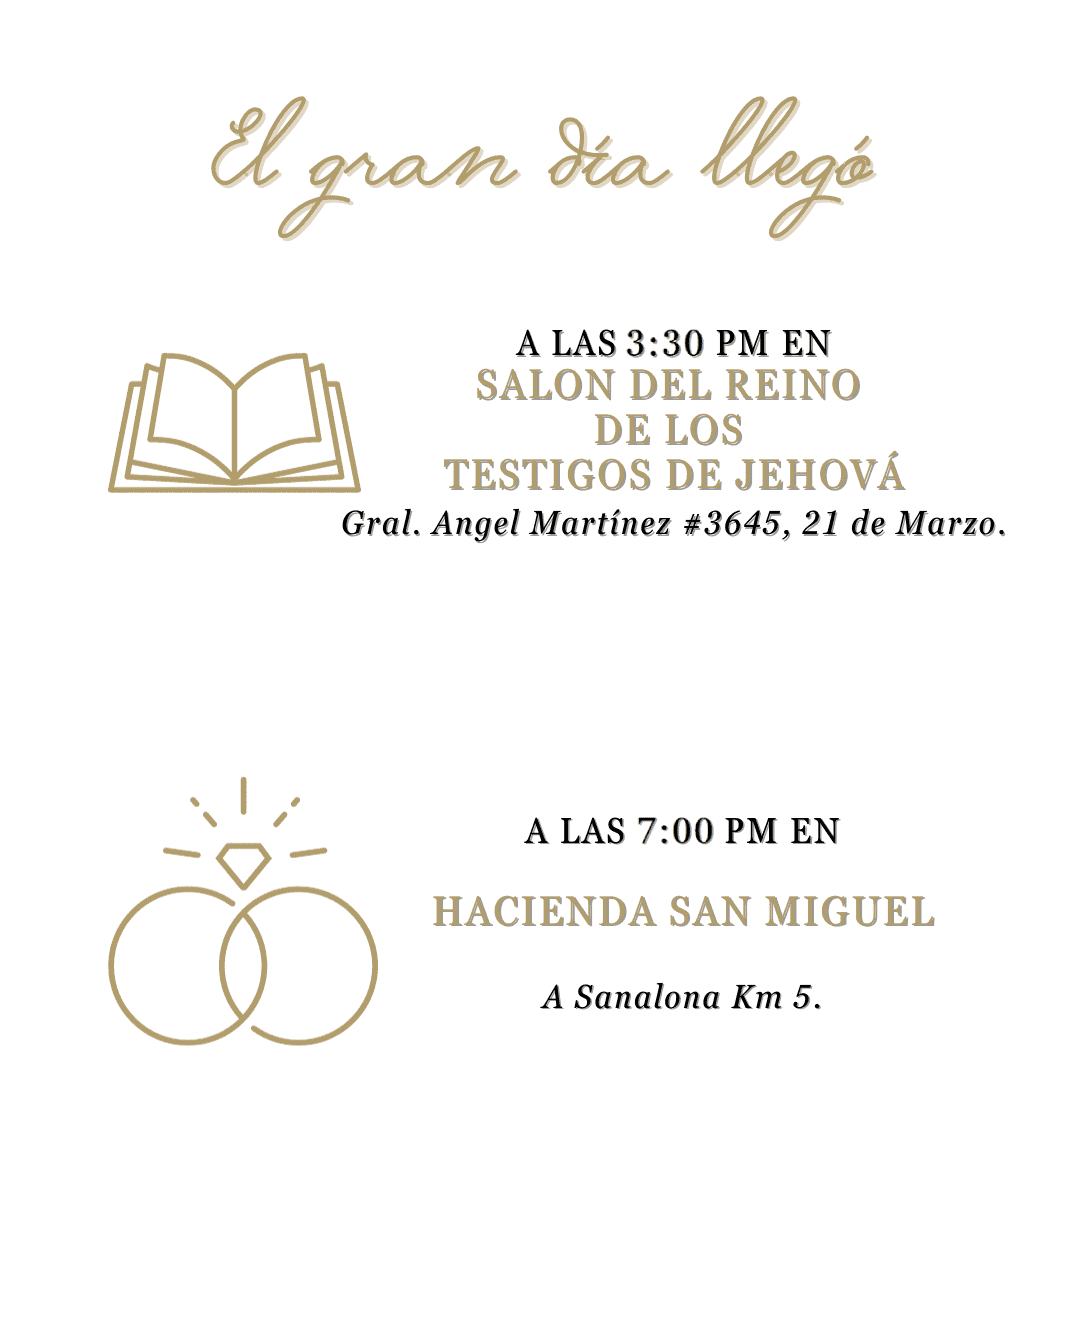 El gran día llegó
A LAS 3:30 PM EN
SALON DEL REINO
DE LOS
TESTIGOS DE JEHOVÁ
Gral. Angel Martínez #3645, 21 de Marzo.
A LAS 7:00 PM EN
HACIENDA SAN MIGUEL
A Sanalona Km 5.